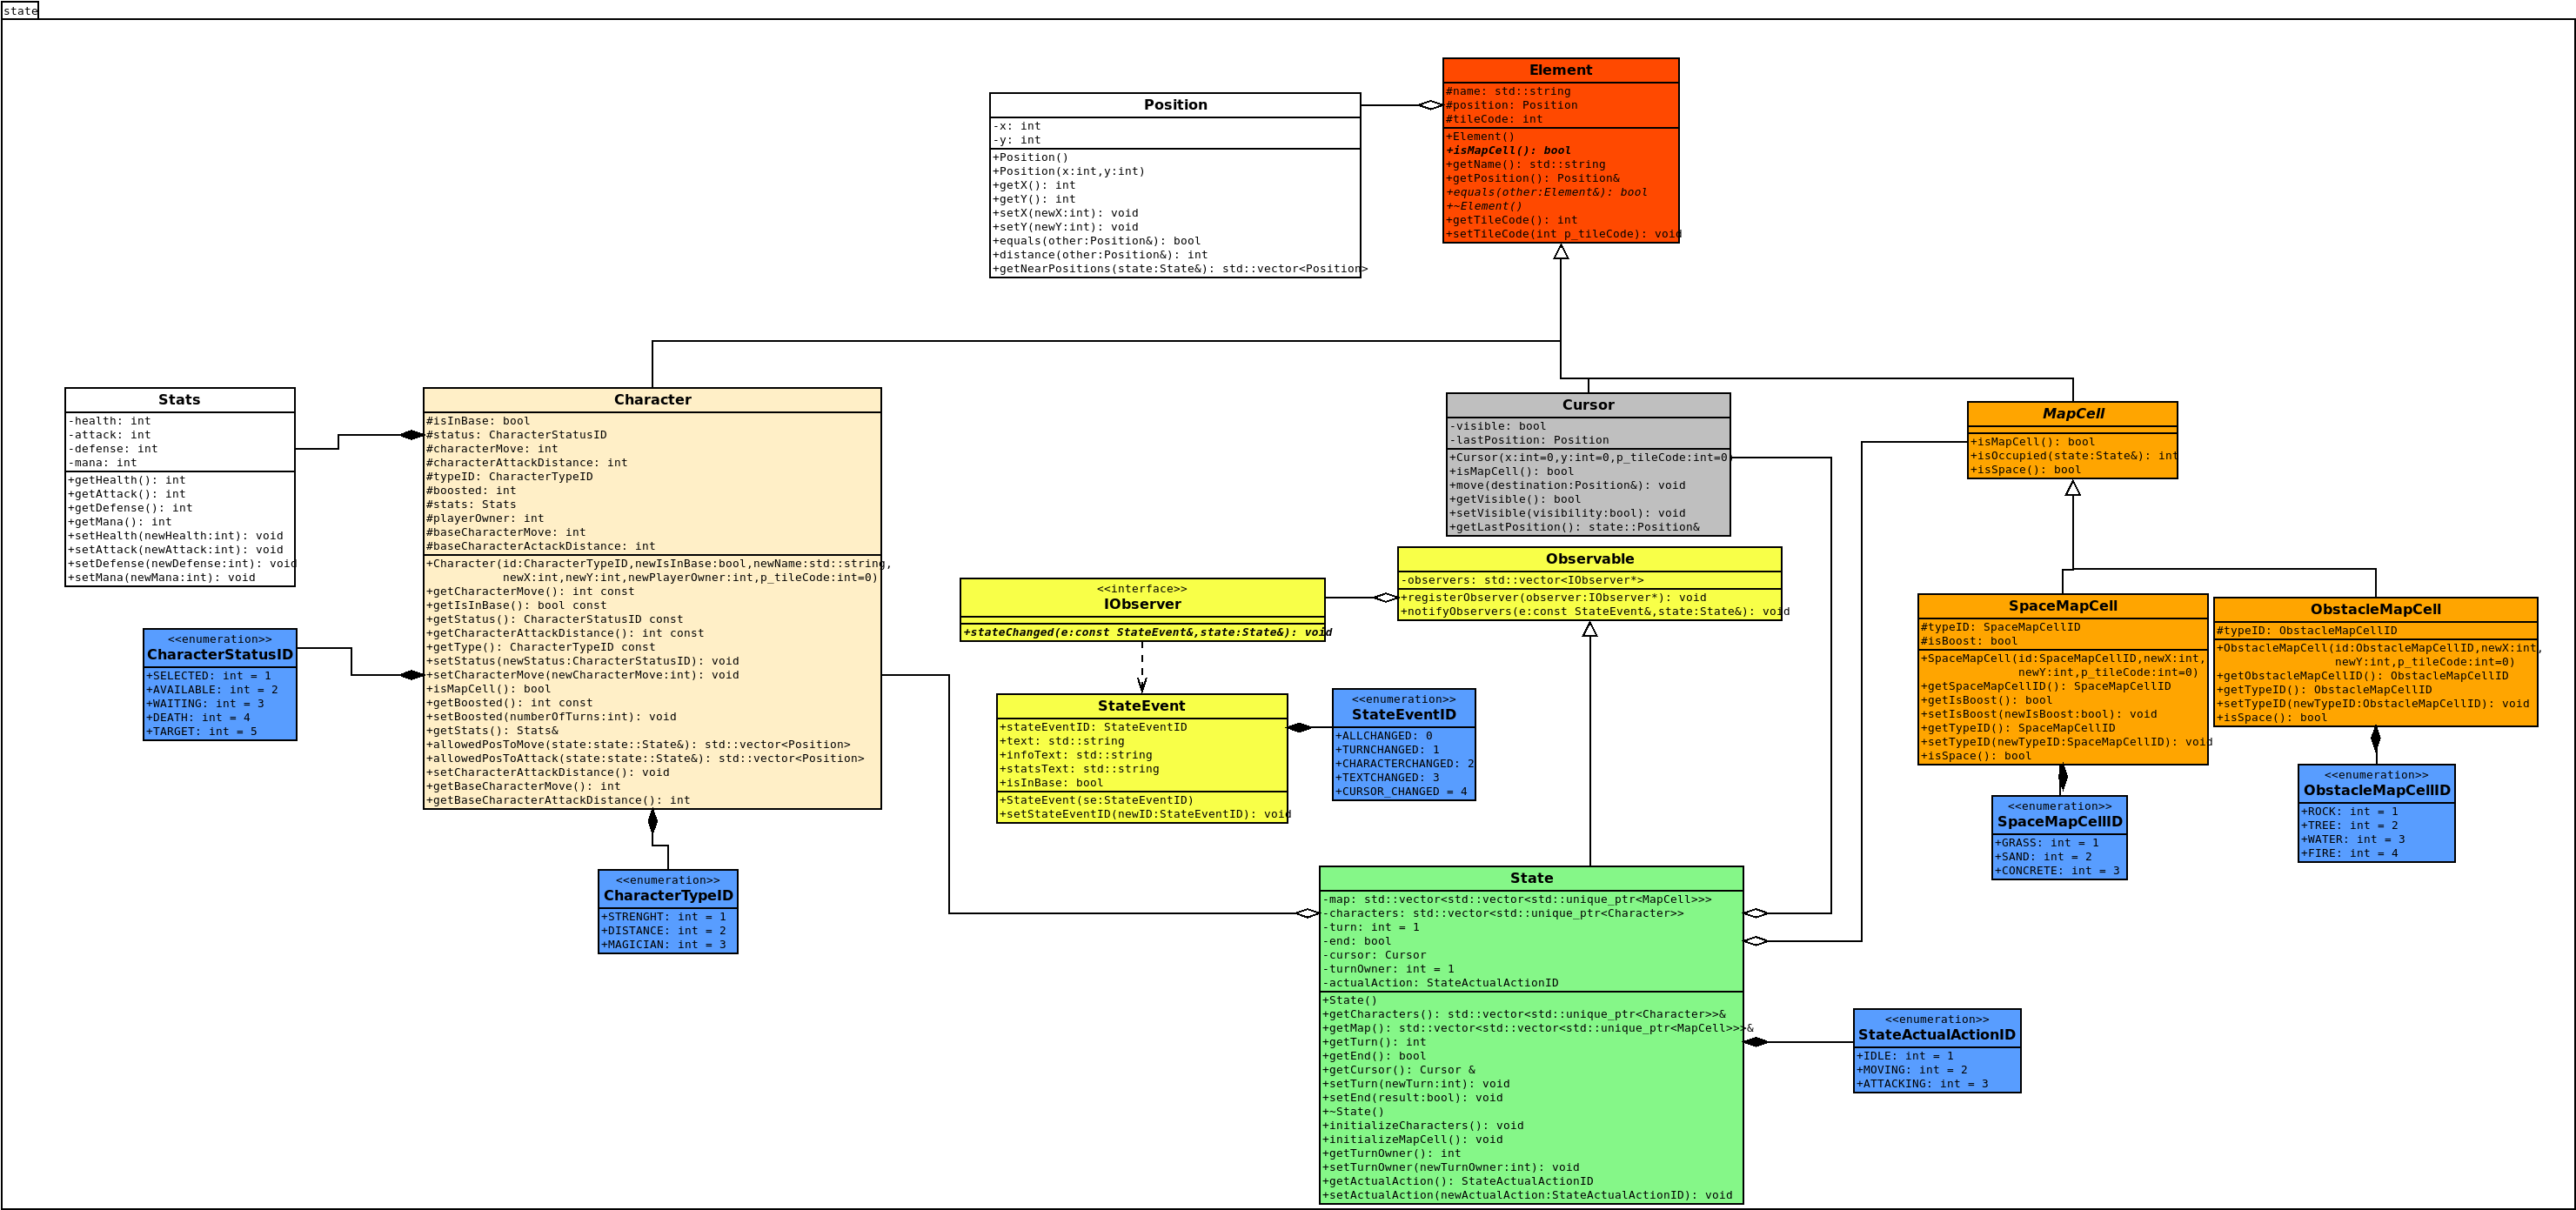 state
Element
#name: std::string
#position: Position
#tileCode: int
+Element()
+isMapCell(): bool
+getName(): std::string
+getPosition(): Position&
+equals(other:Element&): bool
+~Element()
+getTileCode(): int
+setTileCode(int p_tileCode): void
Position
-x: int
-y: int
+Position()
+Position(x:int,y:int)
+getX(): int
+getY(): int
+setX(newX:int): void
+setY(newY:int): void
+equals(other:Position&): bool
+distance(other:Position&): int
+getNearPositions(state:State&): std::vector<Position>
Stats
-health: int
-attack: int
-defense: int
-mana: int
+getHealth(): int
+getAttack(): int
+getDefense(): int
+getMana(): int
+setHealth(newHealth:int): void
+setAttack(newAttack:int): void
+setDefense(newDefense:int): void
+setMana(newMana:int): void
Character
#isInBase: bool
#status: CharacterStatusID
#characterMove: int
#characterAttackDistance: int
#typeID: CharacterTypeID
#boosted: int
#stats: Stats
#playerOwner: int
#baseCharacterMove: int
#baseCharacterActackDistance: int
+Character(id:CharacterTypeID,newIsInBase:bool,newName:std::string,
newX:int,newY:int,newPlayerOwner:int,p_tileCode:int=0)
+getCharacterMove(): int const
+getIsInBase(): bool const
+getStatus(): CharacterStatusID const
+getCharacterAttackDistance(): int const
+getType(): CharacterTypeID const
+setStatus(newStatus:CharacterStatusID): void
+setCharacterMove(newCharacterMove:int): void
+isMapCell(): bool
+getBoosted(): int const
+setBoosted(numberOfTurns:int): void
+getStats(): Stats&
+allowedPosToMove(state:state::State&): std::vector<Position>
+allowedPosToAttack(state:state::State&): std::vector<Position>
+setCharacterAttackDistance(): void
+getBaseCharacterMove(): int
+getBaseCharacterAttackDistance(): int
Cursor
-visible: bool
-lastPosition: Position
+Cursor(x:int=0,y:int=0,p_tileCode:int=0)
+isMapCell(): bool
+move(destination:Position&): void
+getVisible(): bool
+setVisible(visibility:bool): void
+getLastPosition(): state::Position&
MapCell
+isMapCell(): bool
+isOccupied(state:State&): int
+isSpace(): bool
Observable
-observers: std::vector<IObserver*>
+registerObserver(observer:IObserver*): void
+notifyObservers(e:const StateEvent&,state:State&): void
<<interface>>
IObserver
+stateChanged(e:const StateEvent&,state:State&): void
<<enumeration>>
CharacterStatusID
+SELECTED: int = 1
+AVAILABLE: int = 2
+WAITING: int = 3
+DEATH: int = 4
+TARGET: int = 5
StateEvent
+stateEventID: StateEventID
+text: std::string
+infoText: std::string
+statsText: std::string
+isInBase: bool
+StateEvent(se:StateEventID)
+setStateEventID(newID:StateEventID): void
<<enumeration>>
StateEventID
+ALLCHANGED: 0
+TURNCHANGED: 1
+CHARACTERCHANGED: 2
+TEXTCHANGED: 3
+CURSOR_CHANGED = 4
SpaceMapCell
#typeID: SpaceMapCellID
#isBoost: bool
+SpaceMapCell(id:SpaceMapCellID,newX:int,
newY:int,p_tileCode:int=0)
+getSpaceMapCellID(): SpaceMapCellID
+getIsBoost(): bool
+setIsBoost(newIsBoost:bool): void
+getTypeID(): SpaceMapCellID
+setTypeID(newTypeID:SpaceMapCellID): void
+isSpace(): bool
ObstacleMapCell
#typeID: ObstacleMapCellID
+ObstacleMapCell(id:ObstacleMapCellID,newX:int,
newY:int,p_tileCode:int=0)
+getObstacleMapCellID(): ObstacleMapCellID
+getTypeID(): ObstacleMapCellID
+setTypeID(newTypeID:ObstacleMapCellID): void
+isSpace(): bool
<<enumeration>>
SpaceMapCellID
+GRASS: int = 1
+SAND: int = 2
+CONCRETE: int = 3
<<enumeration>>
ObstacleMapCellID
+ROCK: int = 1
+TREE: int = 2
+WATER: int = 3
+FIRE: int = 4
<<enumeration>>
CharacterTypeID
+STRENGHT: int = 1
+DISTANCE: int = 2
+MAGICIAN: int = 3
State
-map: std::vector<std::vector<std::unique_ptr<MapCell>>>
-characters: std::vector<std::unique_ptr<Character>>
-turn: int = 1
-end: bool
-cursor: Cursor
-turnOwner: int = 1
-actualAction: StateActualActionID
+State()
+getCharacters(): std::vector<std::unique_ptr<Character>>&
+getMap(): std::vector<std::vector<std::unique_ptr<MapCell>>>&
+getTurn(): int
+getEnd(): bool
+getCursor(): Cursor &
+setTurn(newTurn:int): void
+setEnd(result:bool): void
+~State()
+initializeCharacters(): void
+initializeMapCell(): void
+getTurnOwner(): int
+setTurnOwner(newTurnOwner:int): void
+getActualAction(): StateActualActionID
+setActualAction(newActualAction:StateActualActionID): void
<<enumeration>>
StateActualActionID
+IDLE: int = 1
+MOVING: int = 2
+ATTACKING: int = 3